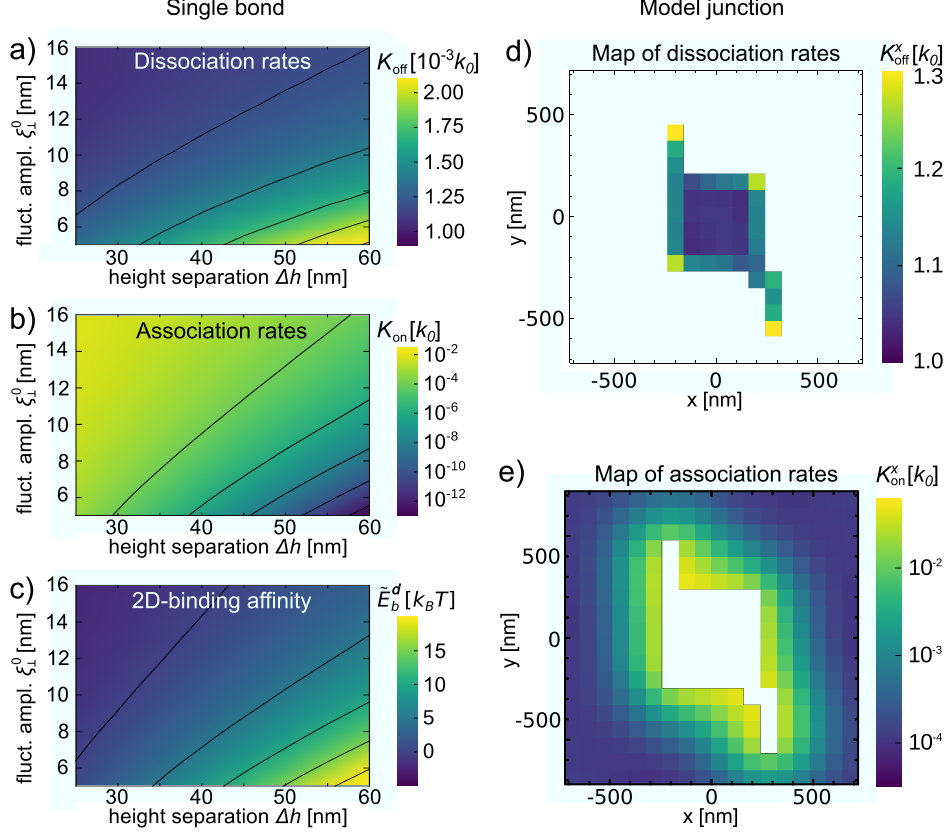 Single bond
Model junction
a)
Dissociation rates
K_off [10⁻³k₀]
fluct. ampl. ξ⊥⁰ [nm]
16
14
12
10
8
6
30
40
50
60
height separation Δh [nm]
2.00
1.75
1.50
1.25
1.00
b)
Association rates
K_on [k₀]
fluct. ampl. ξ⊥⁰ [nm]
16
14
12
10
8
6
30
40
50
60
height separation Δh [nm]
10⁻²
10⁻⁴
10⁻⁶
10⁻⁸
10⁻¹⁰
10⁻¹²
c)
2D-binding affinity
Ẽ_b^d [k_BT]
fluct. ampl. ξ⊥⁰ [nm]
16
14
12
10
8
6
30
40
50
60
height separation Δh [nm]
15
10
5
0
d)
Map of dissociation rates
K_off^x [k₀]
y [nm]
500
0
-500
-500
0
500
x [nm]
1.3
1.2
1.1
1.0
e)
Map of association rates
K_on^x [k₀]
y [nm]
500
0
-500
-500
0
500
x [nm]
10⁻²
10⁻³
10⁻⁴